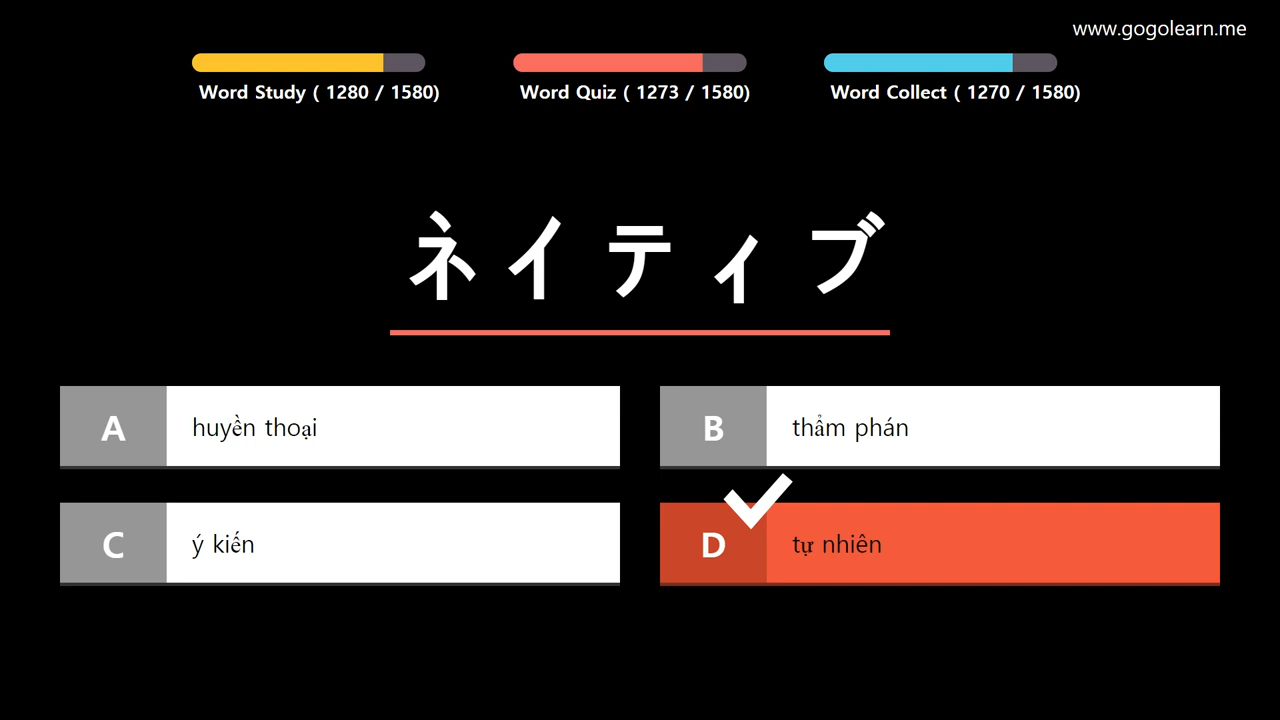 www.gogolearn.me
Word Study ( 1280 / 1580)
Word Quiz ( 1273 / 1580)
Word Collect ( 1270 / 1580)
ネイティブ
A
huyền thoại
B
thẩm phán
C
ý kiến
D
tự nhiên